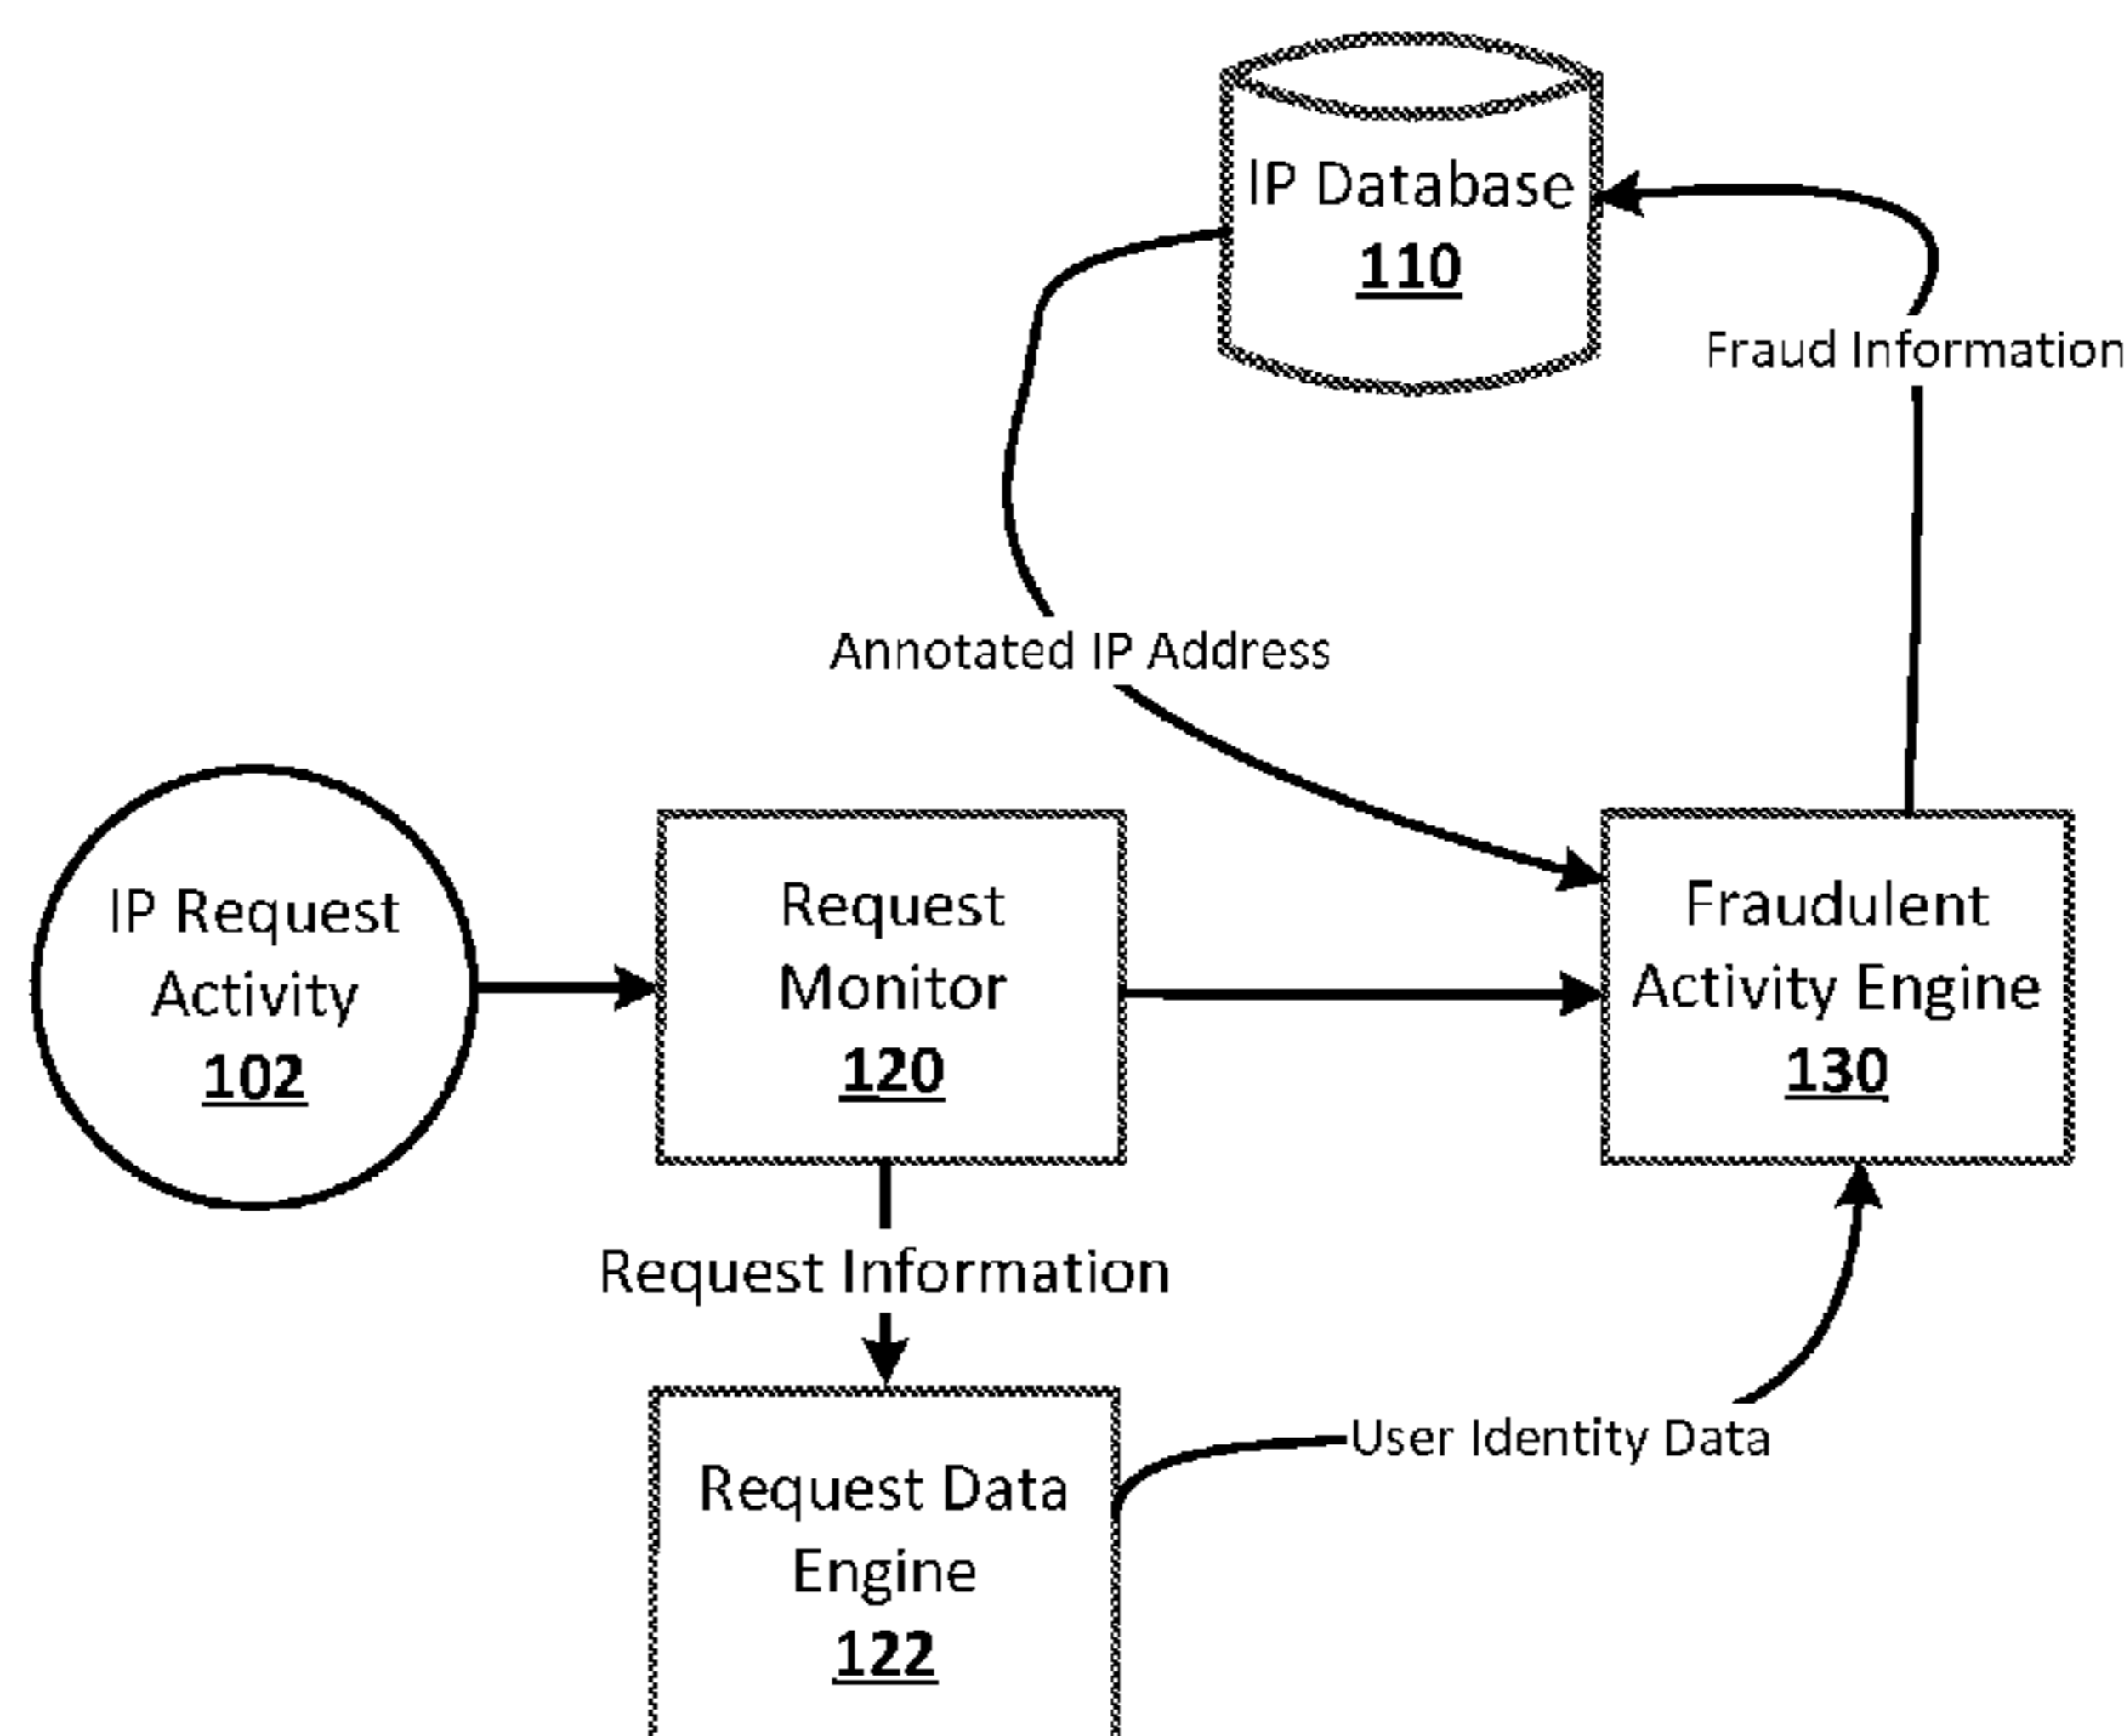 IP Database
110
Fraud Information
Annotated IP Address
IP Request
Activity
102
Request
Monitor
120
Fraudulent
Activity Engine
130
Request Information
User Identity Data
Request Data
Engine
122